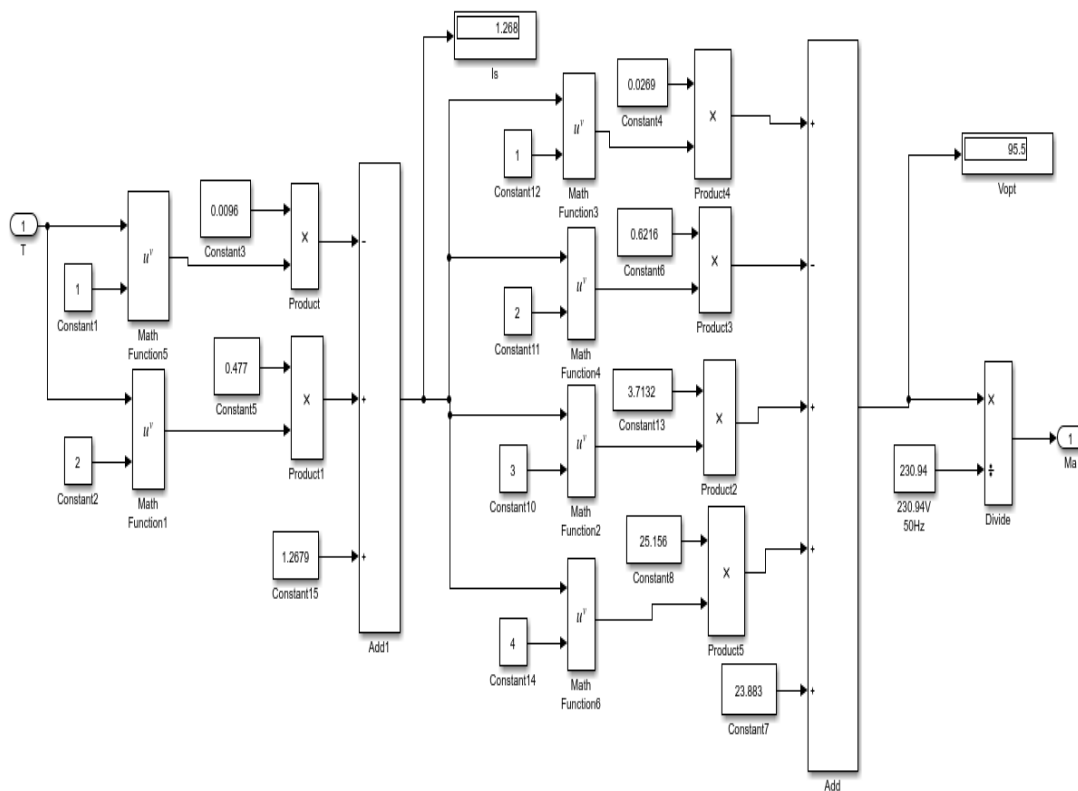 1.268
Is
0.0269
Constant4
u^v
×
1
Constant12
Math
Function3
Product4
+
95.5
Vopt
1
T
u^v
0.0096
Constant3
×
−
1
Constant1
Product
Math
Function5
0.6216
Constant6
u^v
×
−
2
Constant11
Product3
Math
Function4
0.477
Constant5
×
+
u^v
2
Constant2
Product1
Math
Function1
3.7132
Constant13
×
+
u^v
3
Constant10
Product2
Math
Function2
×
÷
230.94
230.94V
50Hz
Divide
1
Ma
1.2679
Constant15
+
Add1
25.156
Constant8
×
+
u^v
4
Constant14
Product5
Math
Function6
23.883
Constant7
+
Add